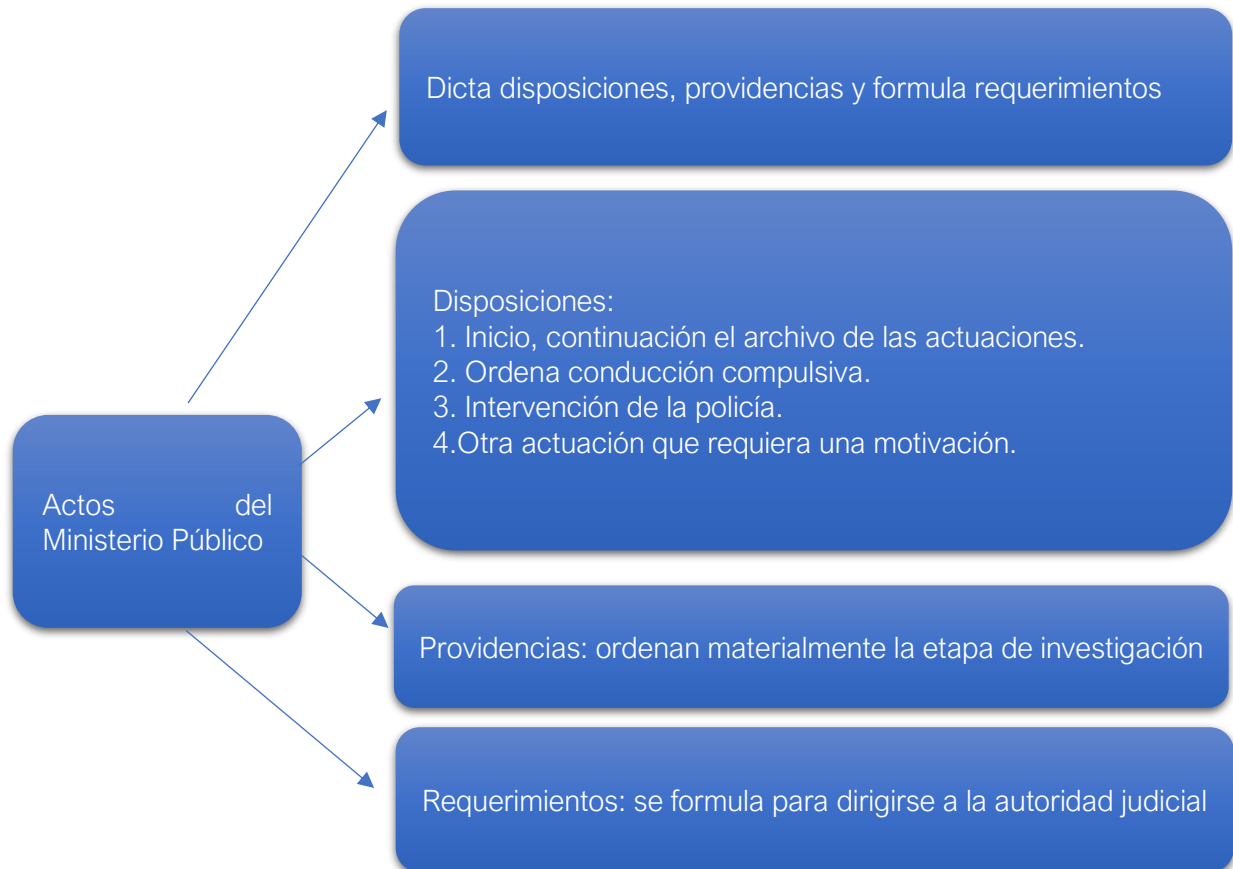 Dicta disposiciones, providencias y formula requerimientos
Disposiciones:
1. Inicio, continuación el archivo de las actuaciones.
2. Ordena conducción compulsiva.
3. Intervención de la policía.
4.Otra actuación que requiera una motivación.
Actos del
Ministerio Público
Providencias: ordenan materialmente la etapa de investigación
Requerimientos: se formula para dirigirse a la autoridad judicial